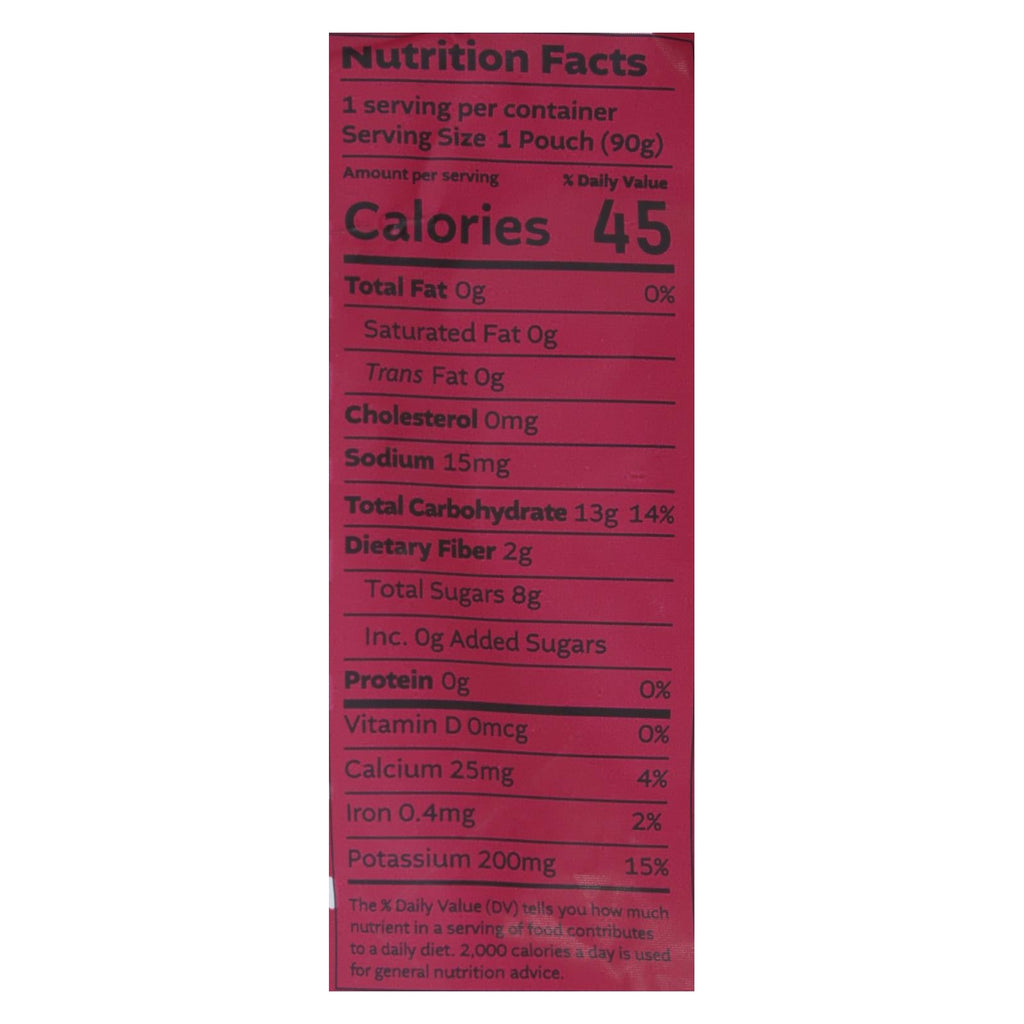 Nutrition Facts
1 serving per container
Serving Size 1 Pouch (90g)
Amount per serving % Daily Value
Calories 45
Total Fat 0g 0%
Saturated Fat 0g
Trans Fat 0g
Cholesterol 0mg
Sodium 15mg
Total Carbohydrate 13g 14%
Dietary Fiber 2g
Total Sugars 8g
Inc. 0g Added Sugars
Protein 0g 0%
Vitamin D 0mcg 0%
Calcium 25mg 4%
Iron 0.4mg 2%
Potassium 200mg 15%
The % Daily Value (DV) tells you how much
nutrient in a serving of food contributes
to a daily diet. 2,000 calories a day is used
for general nutrition advice.